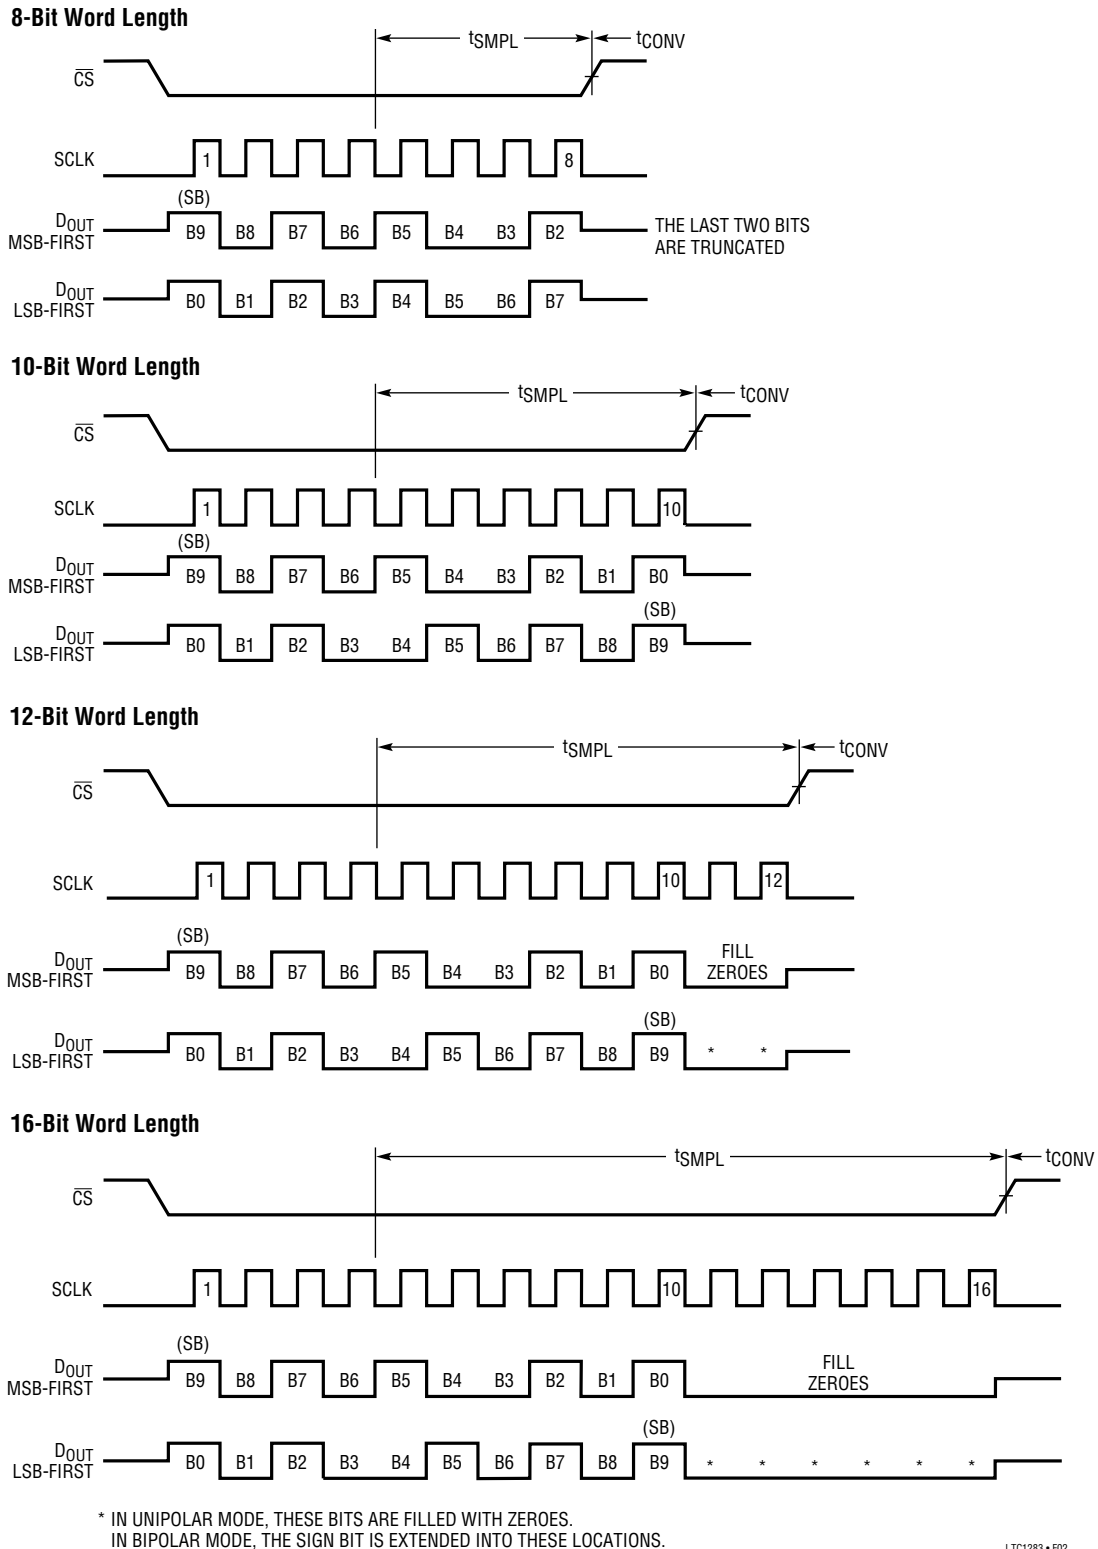 8-Bit Word Length
tSMPL tCONV
CS
SCLK 1 8
(SB)
DOUT MSB-FIRST B9 B8 B7 B6 B5 B4 B3 B2 THE LAST TWO BITS
ARE TRUNCATED
DOUT LSB-FIRST B0 B1 B2 B3 B4 B5 B6 B7
10-Bit Word Length
tSMPL tCONV
CS
SCLK 1 10
(SB)
DOUT MSB-FIRST B9 B8 B7 B6 B5 B4 B3 B2 B1 B0
(SB)
DOUT LSB-FIRST B0 B1 B2 B3 B4 B5 B6 B7 B8 B9
12-Bit Word Length
tSMPL tCONV
CS
SCLK 1 10 12
(SB)
DOUT MSB-FIRST B9 B8 B7 B6 B5 B4 B3 B2 B1 B0 FILL
ZEROES
(SB)
DOUT LSB-FIRST B0 B1 B2 B3 B4 B5 B6 B7 B8 B9 * *
16-Bit Word Length
tSMPL tCONV
CS
SCLK 1 10 16
(SB)
DOUT MSB-FIRST B9 B8 B7 B6 B5 B4 B3 B2 B1 B0 FILL
ZEROES
(SB)
DOUT LSB-FIRST B0 B1 B2 B3 B4 B5 B6 B7 B8 B9 * * * * * *
* IN UNIPOLAR MODE, THESE BITS ARE FILLED WITH ZEROES.
IN BIPOLAR MODE, THE SIGN BIT IS EXTENDED INTO THESE LOCATIONS.
LTC1283 • F02